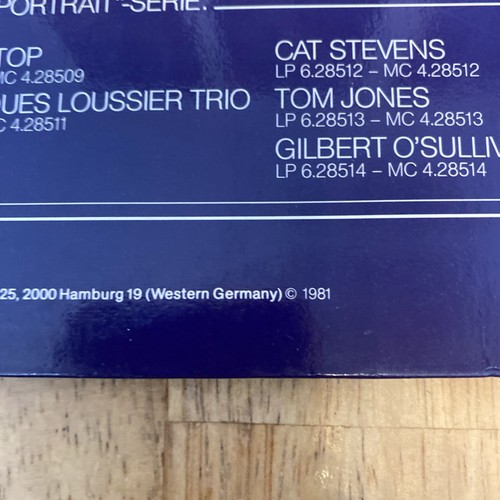 PORTRAIT"-SERIE.
TOP
MC 4.28509
QUES LOUSSIER TRIO
C 4.28511
CAT STEVENS
LP 6.28512 – MC 4.28512
TOM JONES
LP 6.28513 – MC 4.28513
GILBERT O'SULLIV
LP 6.28514 – MC 4.28514
25, 2000 Hamburg 19 (Western Germany) © 1981